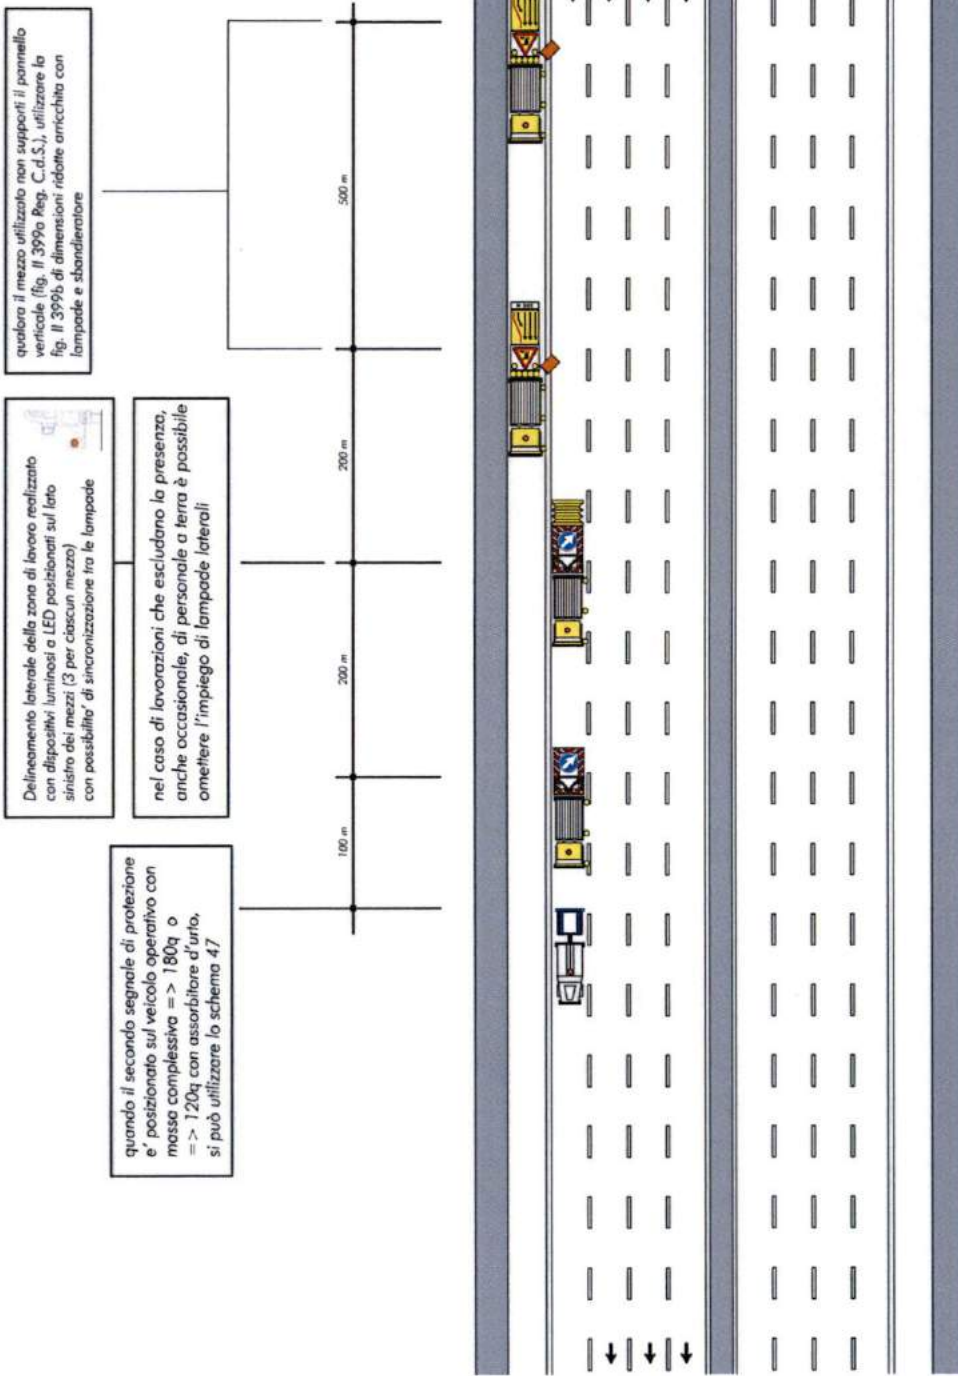 qualora il mezzo utilizzato non supporti il pannello
verticale (fig. II 399a Reg. C.d.S.), utilizzare la
fig. II 399b di dimensioni ridotte arricchita con
lampade e sbandieratore
Delineamento laterale della zona di lavoro realizzato
con dispositivi luminosi a LED posizionati sul lato
sinistro dei mezzi (3 per ciascun mezzo)
con possibilita' di sincronizzazione tra le lampade
nel caso di lavorazioni che escludano la presenza,
anche occasionale, di personale a terra è possibile
omettere l'impiego di lampade laterali
quando il secondo segnale di protezione
e' posizionato sul veicolo operativo con
massa complessiva => 180q o
=> 120q con assorbitore d'urto,
si può utilizzare lo schema 47
500 m
200 m
200 m
100 m